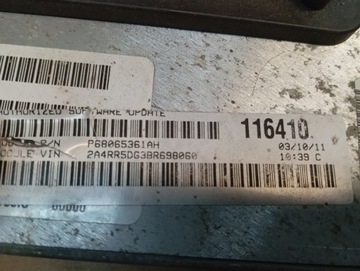 AUTHORIZED SOFTWARE UPDATE
P/N P68065361AH
MODULE VIN 2A4RR5DG3BR698060
116410
03/10/11
10:39 C